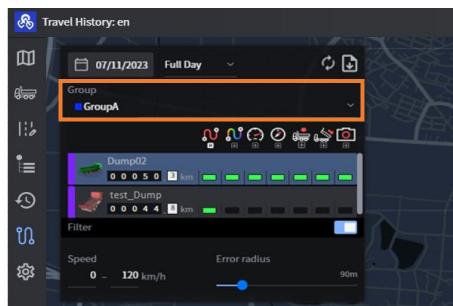 Travel History: en
07/11/2023 Full Day
Group
GroupA
Dump02
0 0 0 5 0 3 km
test_Dump
0 0 0 4 4 8 km
Filter
Speed Error radius
0 – 120 km/h 90m